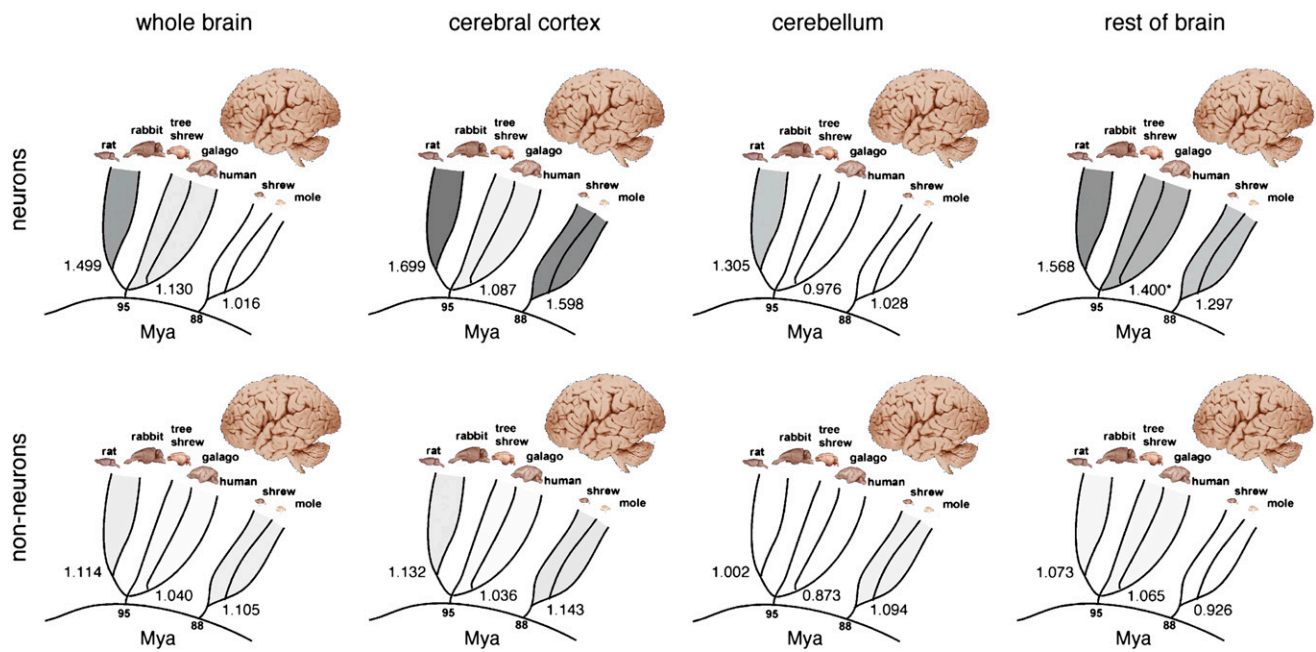 whole brain
cerebral cortex
cerebellum
rest of brain
neurons
rat
rabbit
tree
shrew
galago
human
shrew
mole
1.499
1.130
1.016
95
88
Mya
rat
rabbit
tree
shrew
galago
human
shrew
mole
1.699
1.087
1.598
95
88
Mya
rat
rabbit
tree
shrew
galago
human
shrew
mole
1.305
0.976
1.028
95
88
Mya
rat
rabbit
tree
shrew
galago
human
shrew
mole
1.568
1.400*
1.297
95
88
Mya
non-neurons
rat
rabbit
tree
shrew
galago
human
shrew
mole
1.114
1.040
1.105
95
88
Mya
rat
rabbit
tree
shrew
galago
human
shrew
mole
1.132
1.036
1.143
95
88
Mya
rat
rabbit
tree
shrew
galago
human
shrew
mole
1.002
0.873
1.094
95
88
Mya
rat
rabbit
tree
shrew
galago
human
shrew
mole
1.073
1.065
0.926
95
88
Mya